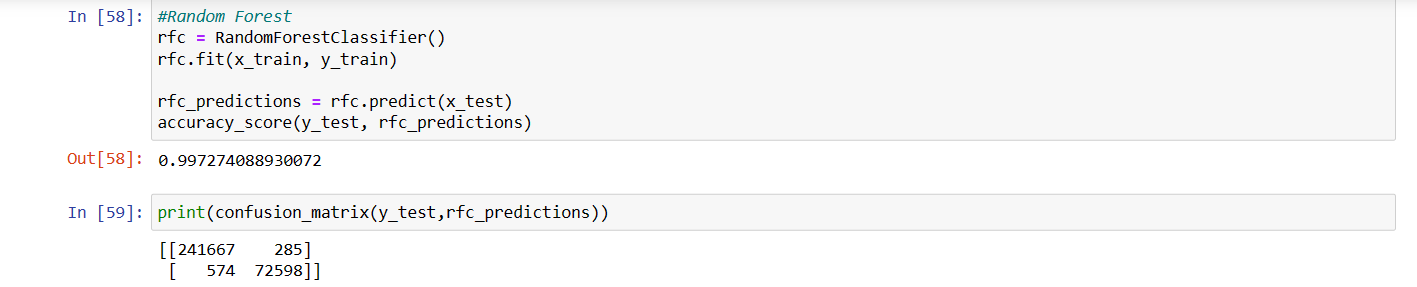 In [58]: #Random Forest
rfc = RandomForestClassifier()
rfc.fit(x_train, y_train)
rfc_predictions = rfc.predict(x_test)
accuracy_score(y_test, rfc_predictions)
Out[58]: 0.997274088930072
In [59]: print(confusion_matrix(y_test,rfc_predictions))
[[241667    285]
 [   574  72598]]